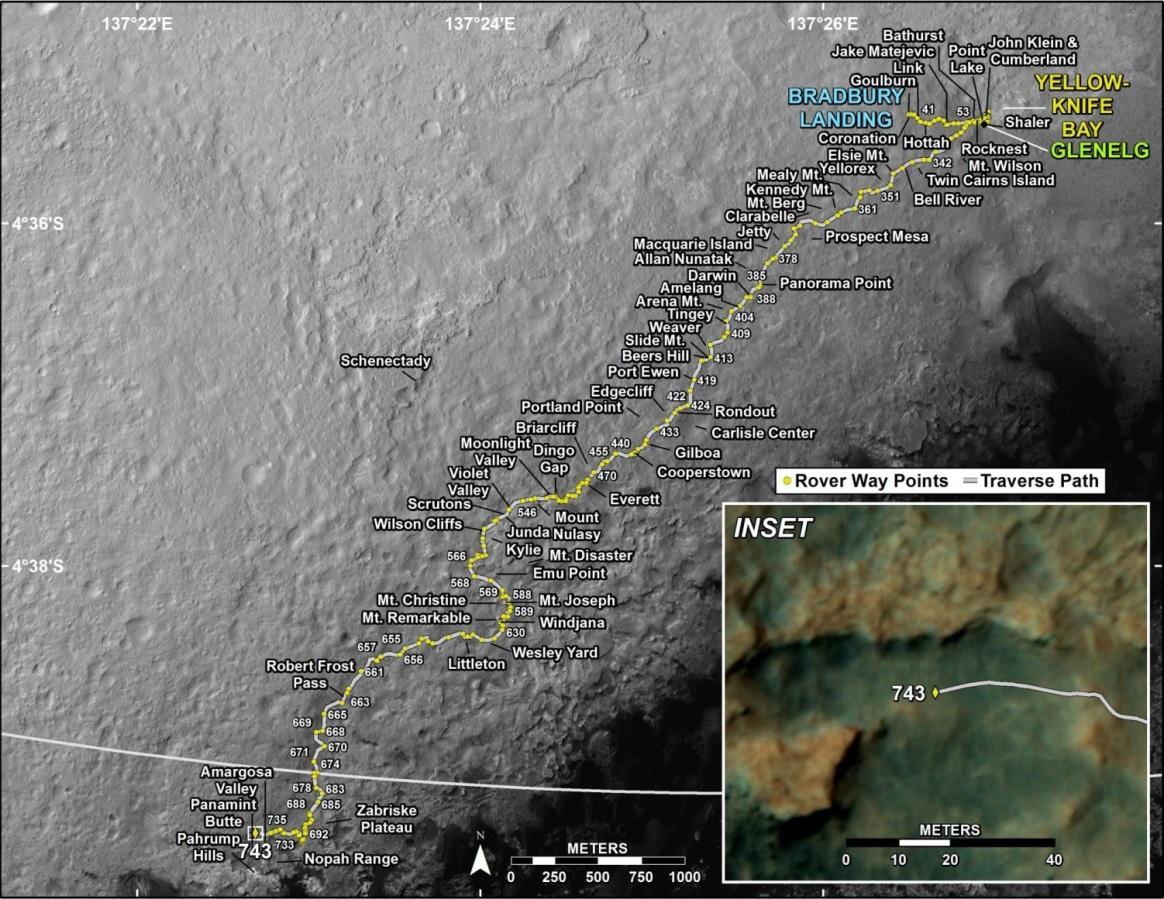 137°22'E
137°24'E
137°26'E
4°36'S
4°38'S
Bathurst
Jake Matejevic
Link
Goulburn
Point
Lake
John Klein &
Cumberland
YELLOW-
KNIFE
BAY
GLENELG
BRADBURY
LANDING
41
53
Shaler
Coronation
Hottah
Rocknest
Mt. Wilson
342
Twin Cairns Island
Elsie Mt.
Yellorex
351
Bell River
Mealy Mt.
Kennedy Mt.
Mt. Berg
361
Clarabelle
Jetty
Prospect Mesa
Macquarie Island
378
Allan Nunatak
Darwin
385
Panorama Point
Amelang
388
Arena Mt.
Tingey
404
Weaver
409
Slide Mt.
Beers Hill
413
Port Ewen
419
Schenectady
Edgecliff
422
424
Portland Point
Rondout
Briarcliff
433
Carlisle Center
Moonlight
Valley
Dingo
Gap
455
440
Gilboa
470
Cooperstown
Violet
Valley
Everett
Scrutons
546
Mount
Nulasy
Wilson Cliffs
Junda
Kylie
566
Mt. Disaster
568
Emu Point
569
588
Mt. Christine
Mt. Joseph
589
Mt. Remarkable
Windjana
630
655
657
656
Wesley Yard
Littleton
Robert Frost
Pass
661
663
665
669
668
670
671
674
Amargosa
Valley
678
683
Panamint
Butte
688
685
735
Zabriske
Plateau
692
Pahrump
Hills
743
733
Nopah Range
N
METERS
0 250 500 750 1000
Rover Way Points
Traverse Path
INSET
743
METERS
0 10 20 40